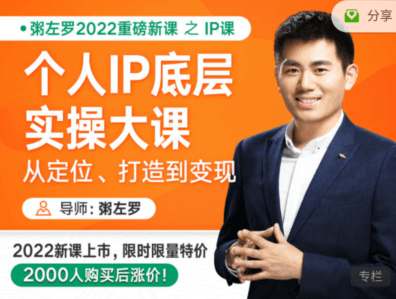 分享
•粥左罗2022重磅新课 之 IP课
个人IP底层
实操大课
从定位、打造到变现
导师:粥左罗
2022新课上市,限时限量特价
2000人购买后涨价!
专栏